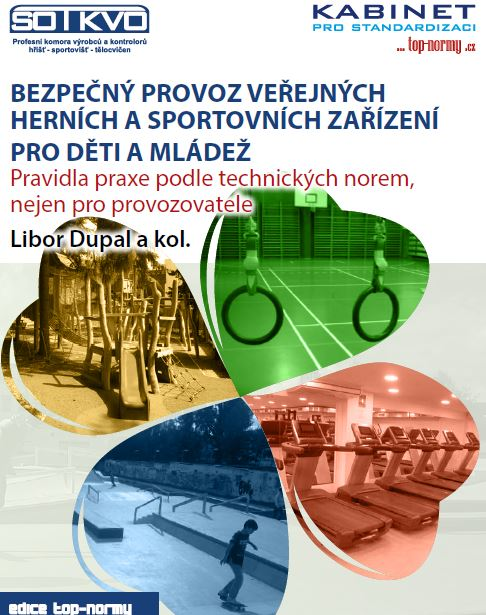 SOTKVO
Profesní komora výrobců a kontrolorů
hřišť - sportovišť - tělocvičen
KABINET
PRO STANDARDIZACI
... top-normy .cz
BEZPEČNÝ PROVOZ VEŘEJNÝCH
HERNÍCH A SPORTOVNÍCH ZAŘÍZENÍ
PRO DĚTI A MLÁDEŽ
Pravidla praxe podle technických norem,
nejen pro provozovatele
Libor Dupal a kol.
edice top-normy